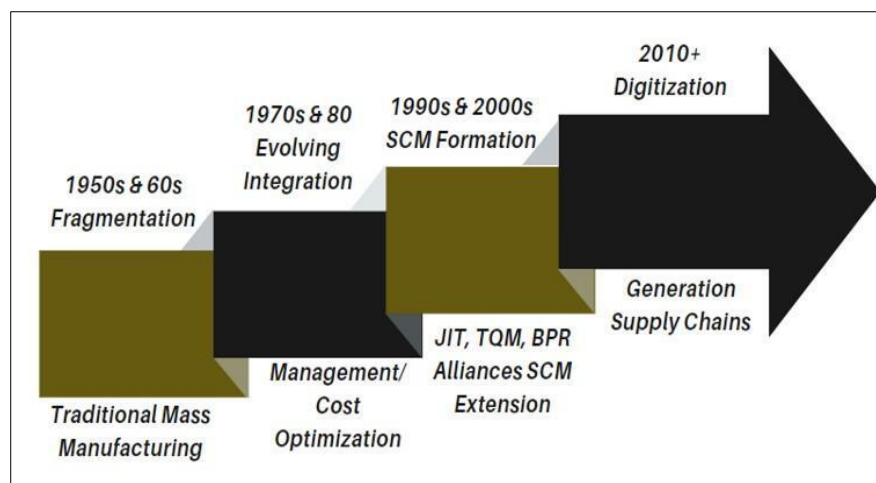 1950s & 60s
Fragmentation
Traditional Mass
Manufacturing
1970s & 80
Evolving
Integration
Management/
Cost
Optimization
1990s & 2000s
SCM Formation
JIT, TQM, BPR
Alliances SCM
Extension
2010+
Digitization
Generation
Supply Chains